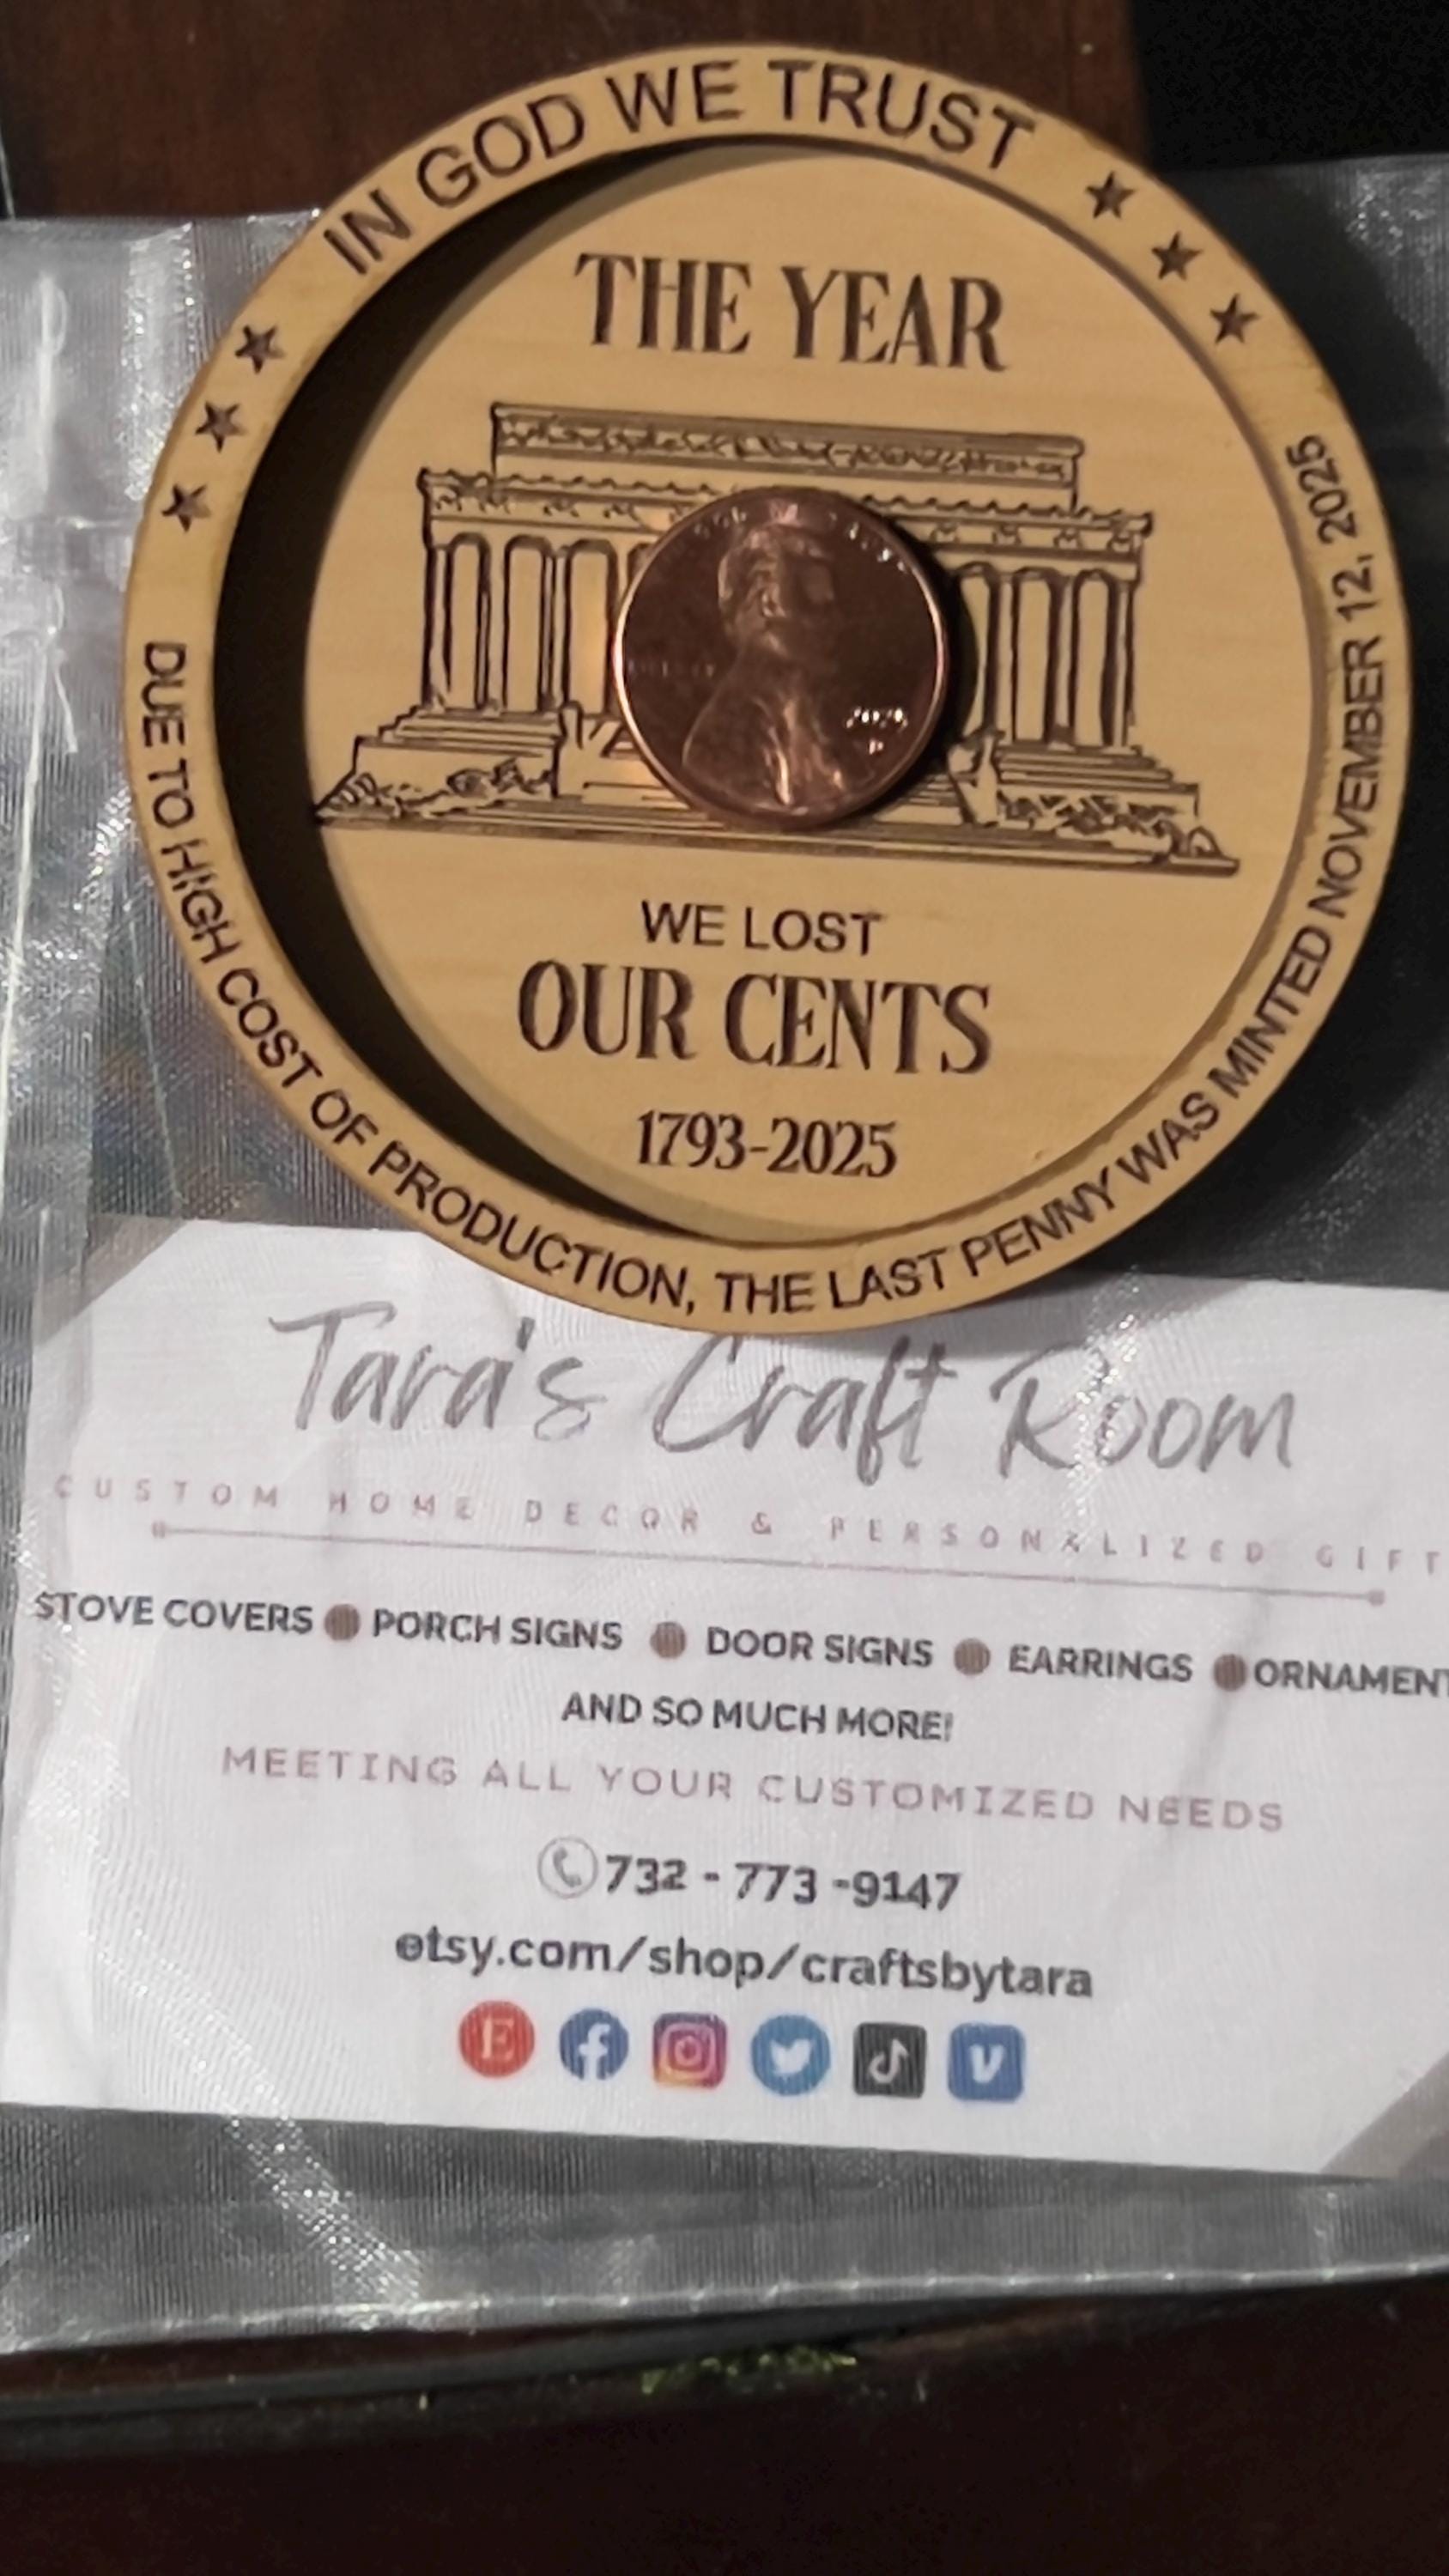 IN GOD WE TRUST
THE YEAR
WE LOST
OUR CENTS
1793-2025
DUE TO HIGH COST OF PRODUCTION, THE LAST PENNY WAS MINTED NOVEMBER 12, 2025
Tara's Craft Room
CUSTOM HOME DECOR & PERSONALIZED GIFT
STOVE COVERS ● PORCH SIGNS ● DOOR SIGNS ● EARRINGS ● ORNAMENT
AND SO MUCH MORE!
MEETING ALL YOUR CUSTOMIZED NEEDS
732 - 773 -9147
etsy.com/shop/craftsbytara